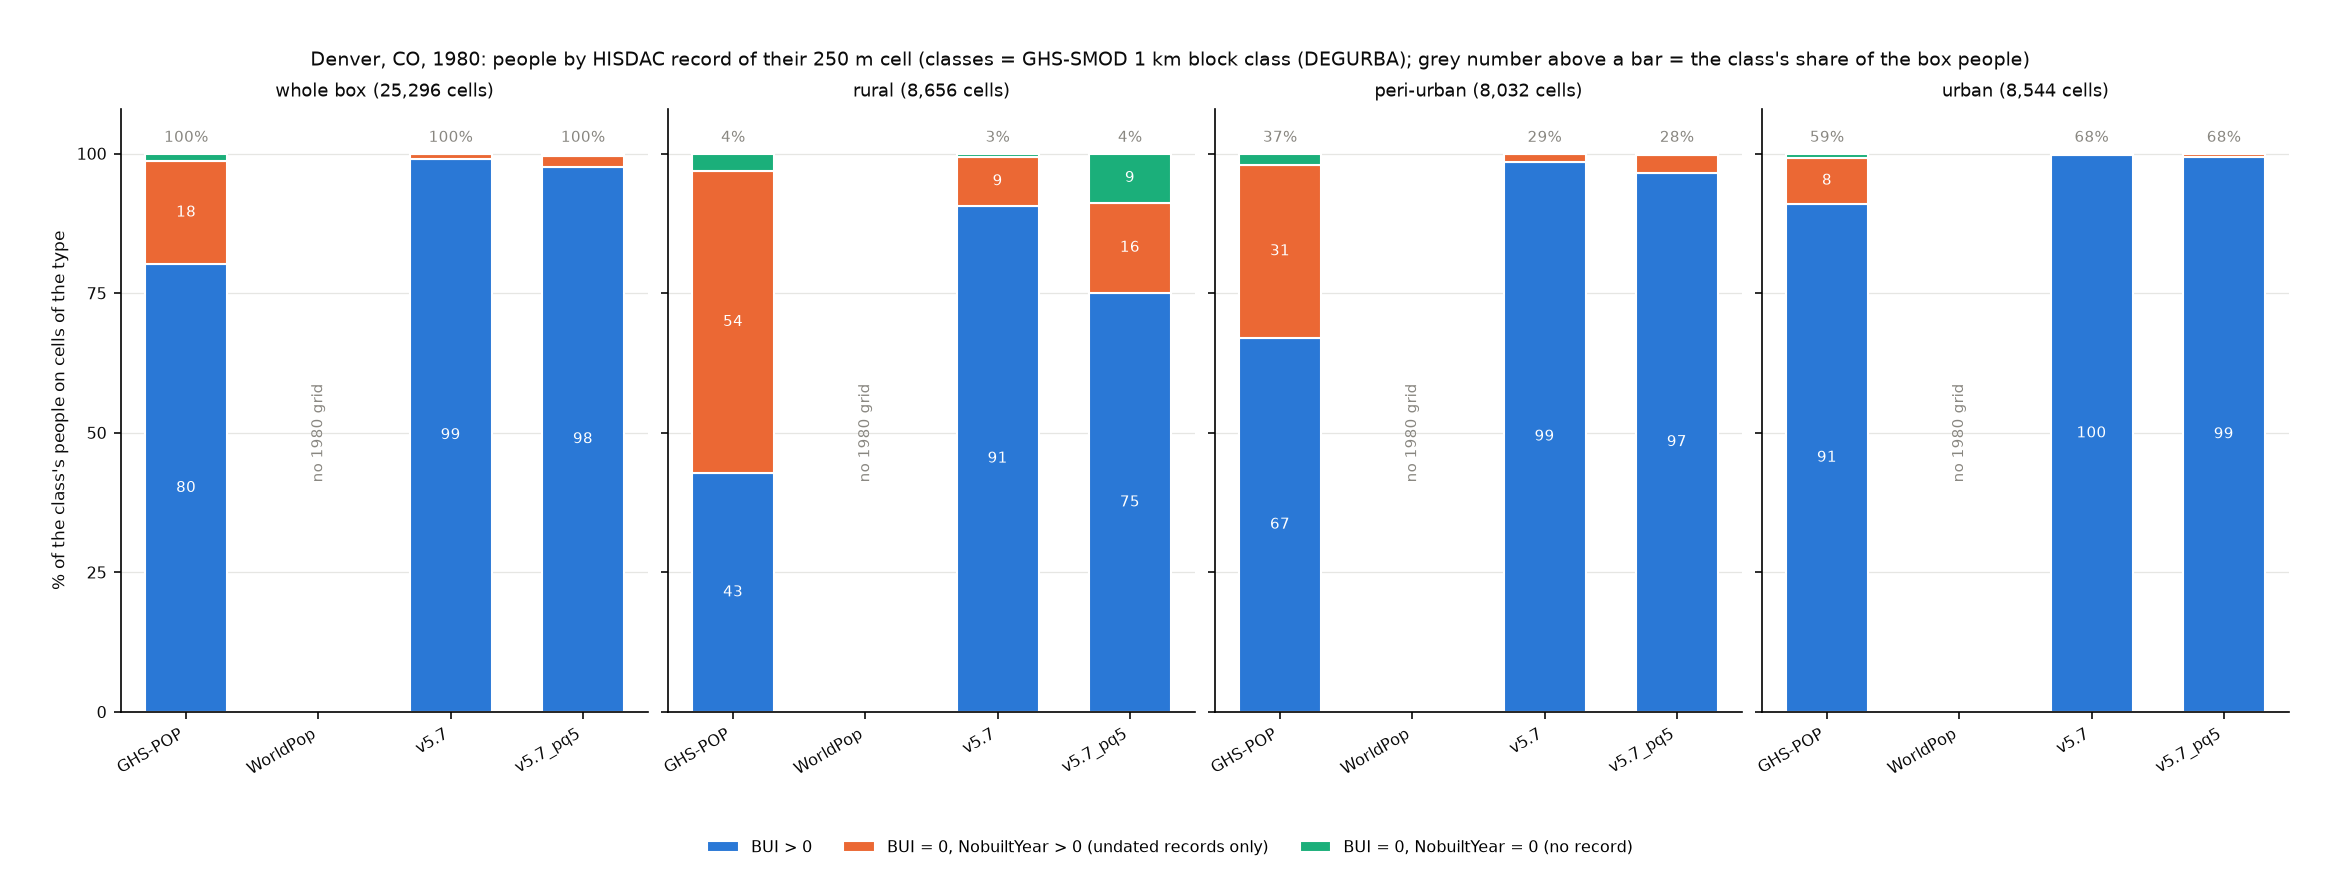 Denver, CO, 1980: people by HISDAC record of their 250 m cell (classes = GHS-SMOD 1 km block class (DEGURBA); grey number above a bar = the class's share of the box people)
whole box (25,296 cells)
rural (8,656 cells)
peri-urban (8,032 cells)
urban (8,544 cells)
% of the class's people on cells of the type
100
75
50
25
0
100%
100%
100%
18
80
no 1980 grid
99
98
GHS-POP
WorldPop
v5.7
v5.7_pq5
4%
3%
4%
54
43
no 1980 grid
9
91
9
16
75
GHS-POP
WorldPop
v5.7
v5.7_pq5
37%
29%
28%
31
67
no 1980 grid
99
97
GHS-POP
WorldPop
v5.7
v5.7_pq5
59%
68%
68%
8
91
no 1980 grid
100
99
GHS-POP
WorldPop
v5.7
v5.7_pq5
BUI > 0
BUI = 0, NobuiltYear > 0 (undated records only)
BUI = 0, NobuiltYear = 0 (no record)